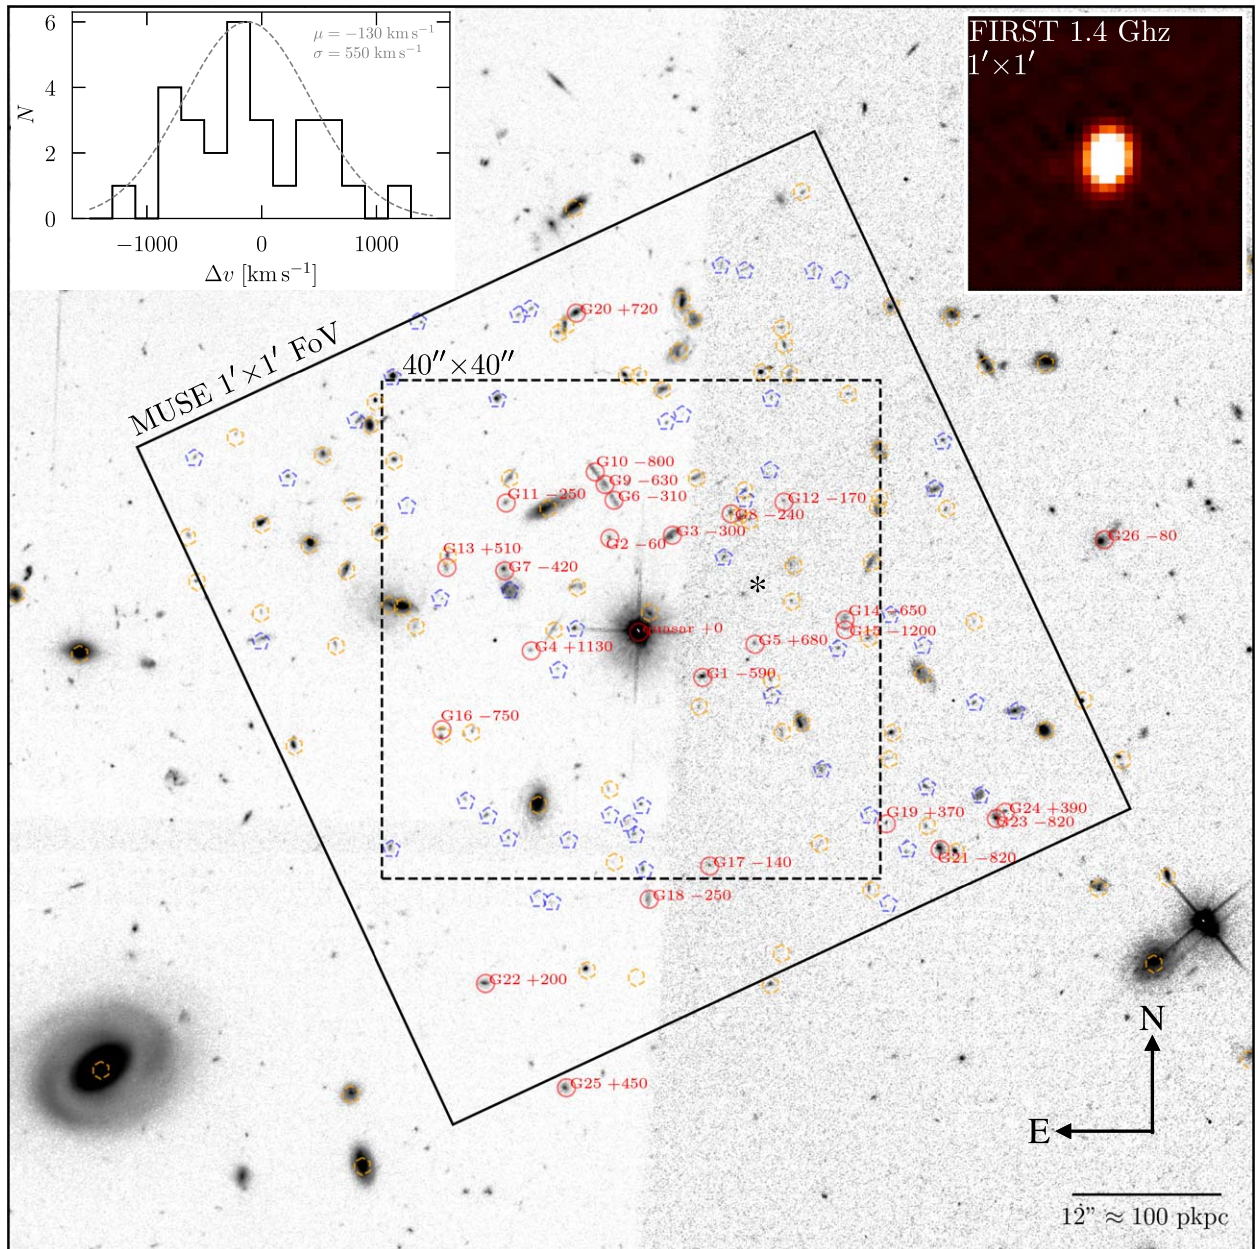 6
4
2
0
N
μ = −130 km s⁻¹
σ = 550 km s⁻¹
−1000 0 1000
Δv [km s⁻¹]
FIRST 1.4 Ghz
1′×1′
MUSE 1′×1′ FoV
40″×40″
G20 +720
G10 −800
G9 −630
G6 −310
G11 −250
G12 −170
G8 −240
G3 −300
G2 −60
G26 −80
G13 +510
G7 −420
*
G14 −650
G15 −1200
quasar +0
G5 +680
G4 +1130
G1 −590
G16 −750
G19 +370
G24 +390
G23 −820
G21 −820
G17 −140
G18 −250
G22 +200
G25 +450
N
E
12" ≈ 100 pkpc